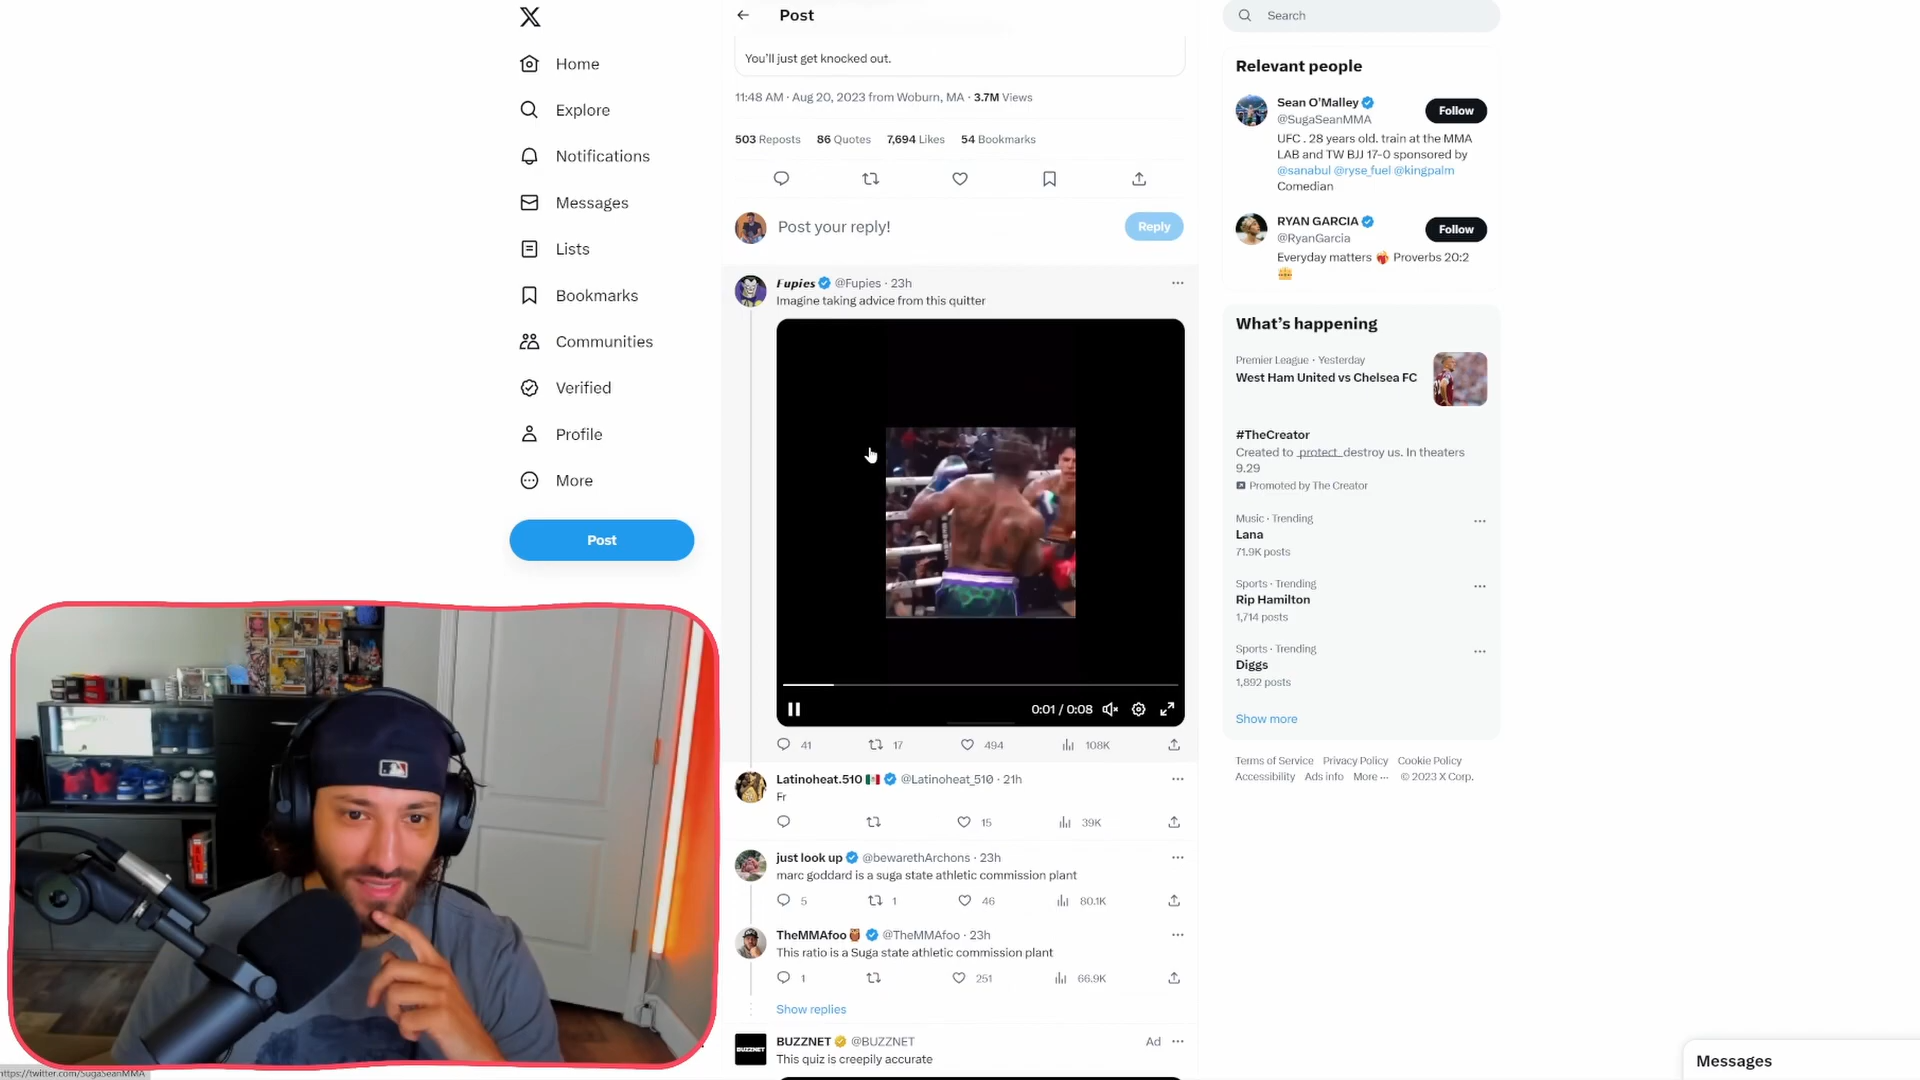 Home
Explore
Notifications
Messages
Lists
Bookmarks
Communities
Verified
Profile
More
Post
Post
You'll just get knocked out.
11:48 AM · Aug 20, 2023 from Woburn, MA · 3.7M Views
503 Reposts 86 Quotes 7,694 Likes 54 Bookmarks
Post your reply!
Reply
Fupies @Fupies · 23h
Imagine taking advice from this quitter
0:01 / 0:08
41 17 494 108K
Latinoheat.510 @Latinoheat_510 · 21h
Fr
15 39K
just look up @bewarethArchons · 23h
marc goddard is a suga state athletic commission plant
5 1 46 80.1K
TheMMAfoo @TheMMAfoo · 23h
This ratio is a Suga state athletic commission plant
1 251 66.9K
Show replies
BUZZNET
BUZZNET @BUZZNET Ad
This quiz is creepily accurate
Search
Relevant people
Sean O'Malley
@SugaSeanMMA
Follow
UFC . 28 years old. train at the MMA
LAB and TW BJJ 17-0 sponsored by
@sanabul @ryse_fuel @kingpalm
Comedian
RYAN GARCIA
@RyanGarcia
Follow
Everyday matters ❤️‍🔥 Proverbs 20:2
👑
What's happening
Premier League · Yesterday
West Ham United vs Chelsea FC
#TheCreator
Created to protect destroy us. In theaters
9.29
Promoted by The Creator
Music · Trending
Lana
71.9K posts
Sports · Trending
Rip Hamilton
1,714 posts
Sports · Trending
Diggs
1,892 posts
Show more
Terms of Service Privacy Policy Cookie Policy
Accessibility Ads info More ··· © 2023 X Corp.
Messages
https://twitter.com/SugaSeanMMA